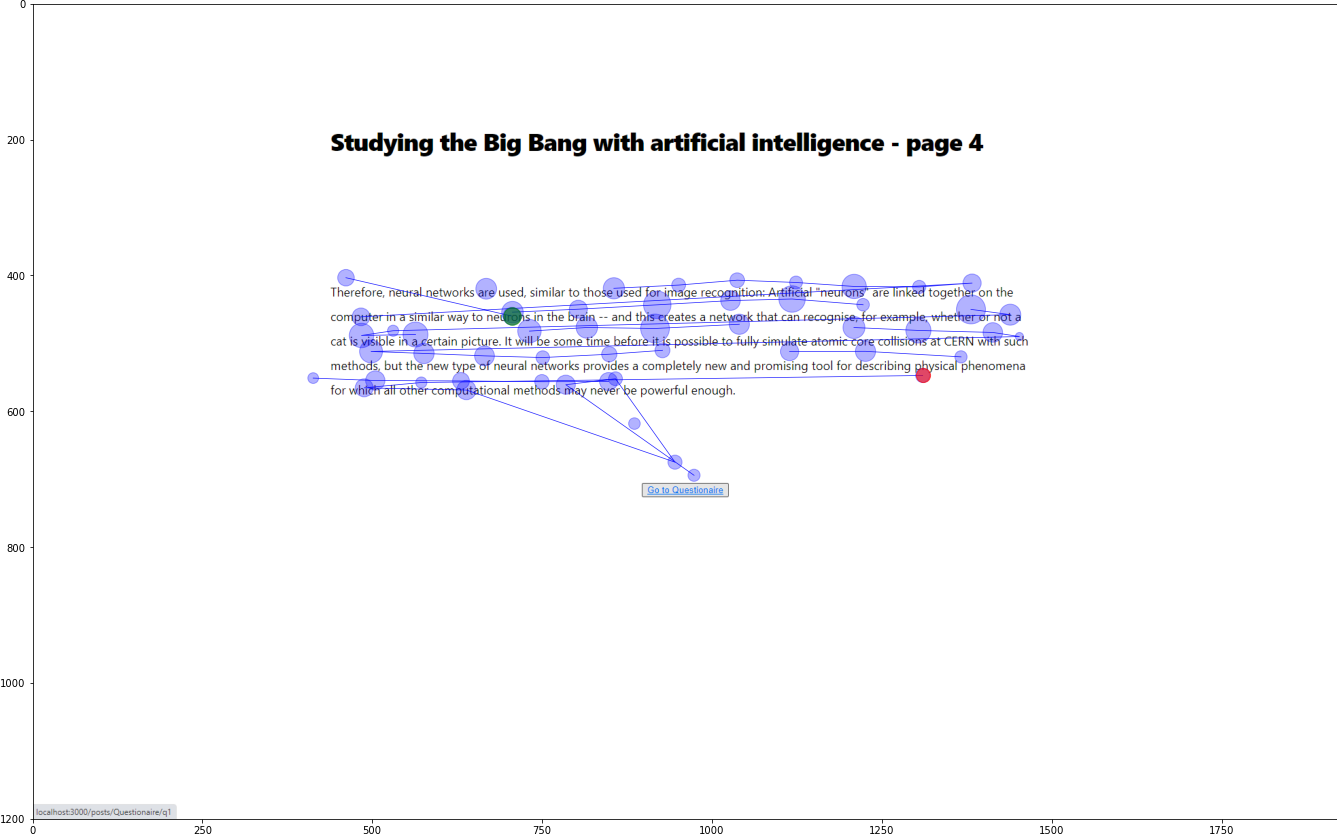 0
200
Studying the Big Bang with artificial intelligence - page 4
400
Therefore, neural networks are used, similar to those used for image recognition: Artificial "neurons" are linked together on the
computer in a similar way to neurons in the brain -- and this creates a network that can recognise, for example, whether or not a
cat is visible in a certain picture. It will be some time before it is possible to fully simulate atomic core collisions at CERN with such
methods, but the new type of neural networks provides a completely new and promising tool for describing physical phenomena
for which all other computational methods may never be powerful enough.
600
Go to Questionaire
800
1000
localhost:3000/posts/Questionaire/q1
1200
0 250 500 750 1000 1250 1500 1750